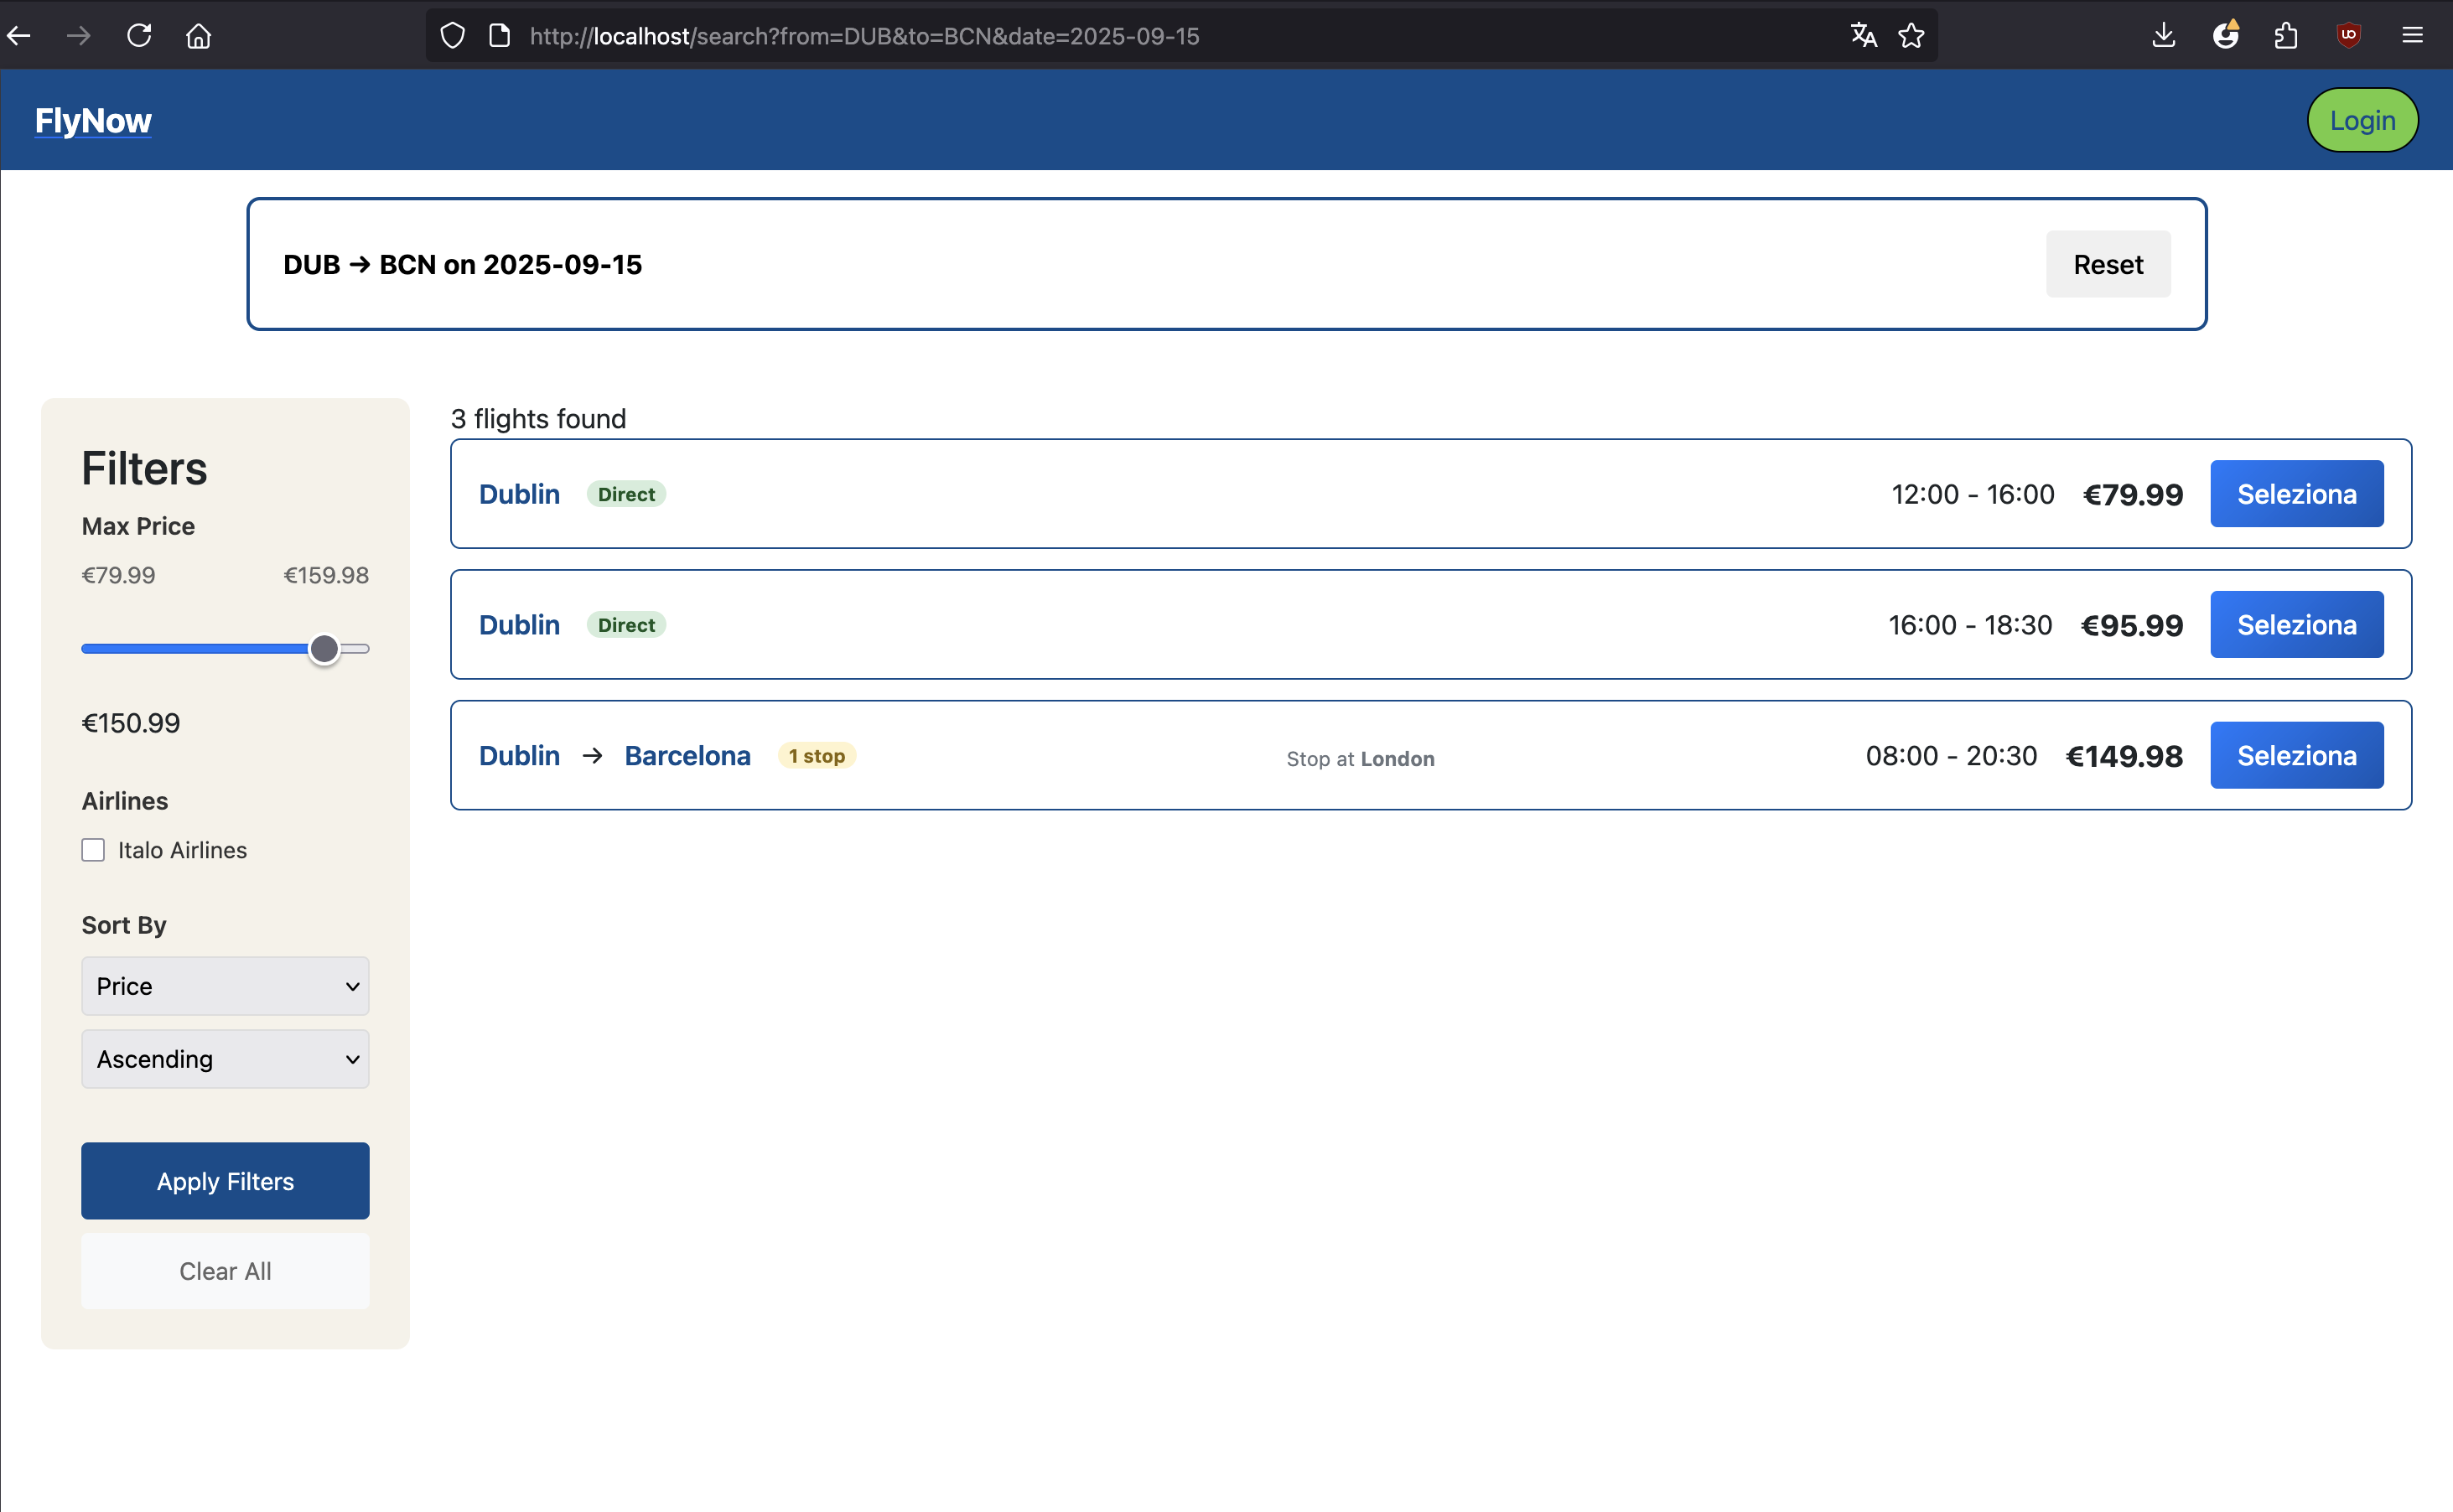 http://localhost/search?from=DUB&to=BCN&date=2025-09-15
FlyNow
Login
DUB → BCN on 2025-09-15
Reset
Filters
Max Price
€79.99 €159.98
€150.99
Airlines
Italo Airlines
Sort By
Price
Ascending
Apply Filters
Clear All
3 flights found
Dublin Direct 12:00 - 16:00 €79.99 Seleziona
Dublin Direct 16:00 - 18:30 €95.99 Seleziona
Dublin → Barcelona 1 stop Stop at London 08:00 - 20:30 €149.98 Seleziona